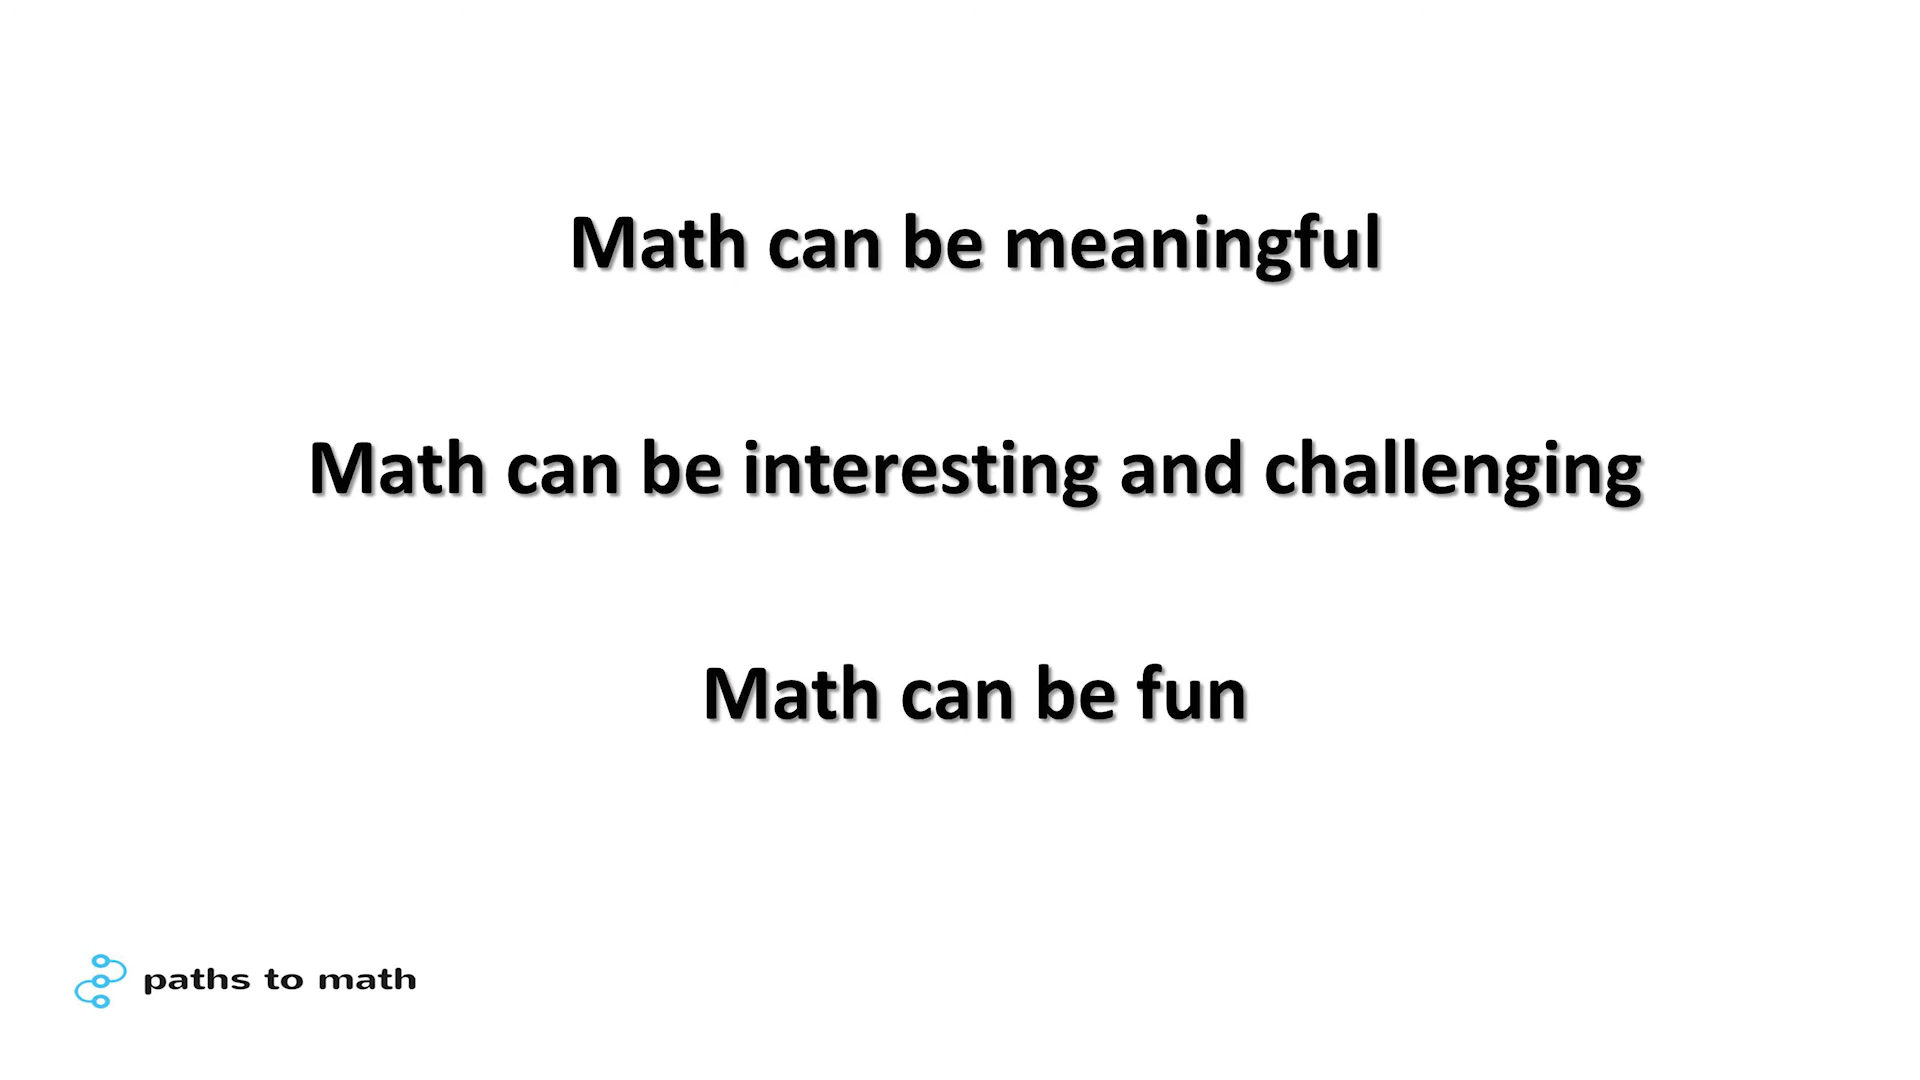 Math can be meaningful
Math can be interesting and challenging
Math can be fun
paths to math